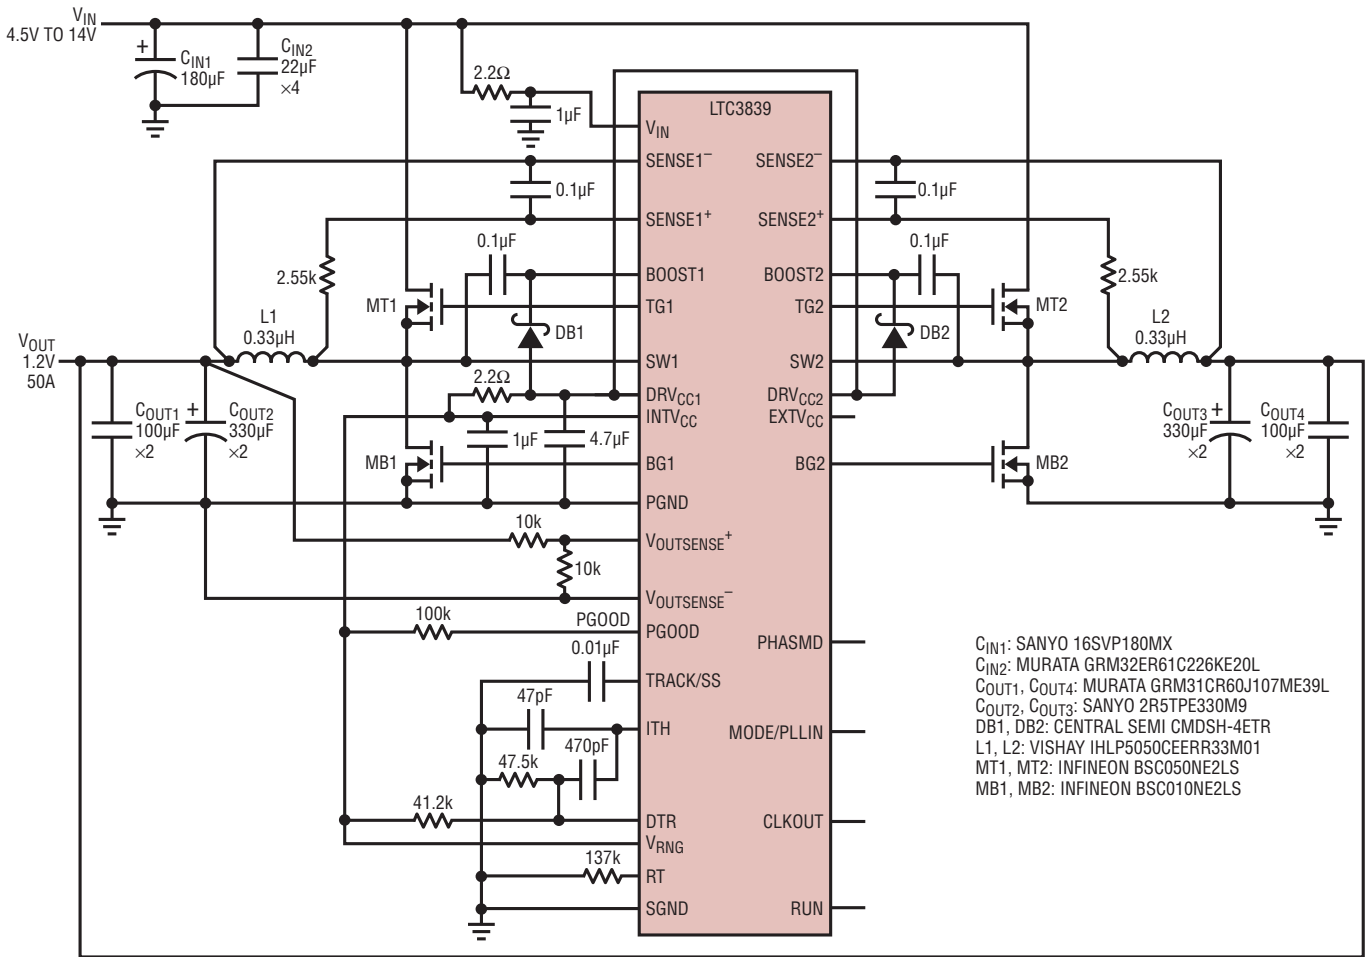 VIN
4.5V TO 14V
+
CIN1
180µF
CIN2
22µF
×4
2.2Ω
1µF
LTC3839
VIN
SENSE1–
SENSE2–
0.1µF
0.1µF
SENSE1+
SENSE2+
0.1µF
0.1µF
2.55k
BOOST1
BOOST2
2.55k
MT1
TG1
TG2
MT2
L1
0.33µH
DB1
DB2
L2
0.33µH
VOUT
1.2V
50A
SW1
SW2
2.2Ω
DRVCC1
DRVCC2
INTVCC
EXTVCC
COUT1
100µF
×2
+
COUT2
330µF
×2
1µF
4.7µF
COUT3
330µF
×2
+
COUT4
100µF
×2
MB1
BG1
BG2
MB2
PGND
10k
VOUTSENSE+
10k
VOUTSENSE–
100k
PGOOD
PGOOD
PHASMD
0.01µF
TRACK/SS
47pF
ITH
MODE/PLLIN
470pF
47.5k
41.2k
DTR
CLKOUT
VRNG
137k
RT
SGND
RUN
CIN1: SANYO 16SVP180MX
CIN2: MURATA GRM32ER61C226KE20L
COUT1, COUT4: MURATA GRM31CR60J107ME39L
COUT2, COUT3: SANYO 2R5TPE330M9
DB1, DB2: CENTRAL SEMI CMDSH-4ETR
L1, L2: VISHAY IHLP5050CEERR33M01
MT1, MT2: INFINEON BSC050NE2LS
MB1, MB2: INFINEON BSC010NE2LS